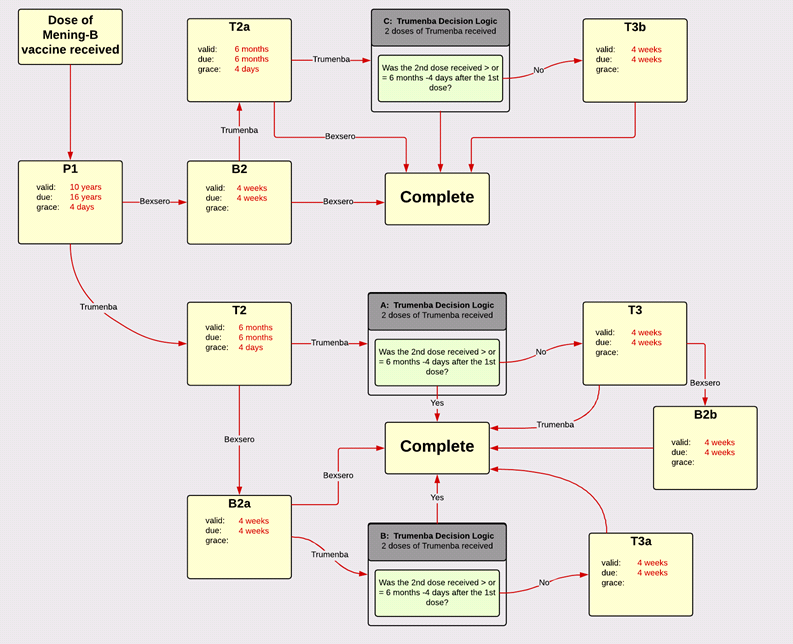 Dose of
Mening-B
vaccine received
T2a
valid: 6 months
due: 6 months
grace: 4 days
Trumenba
C: Trumenba Decision Logic
2 doses of Trumenba received
Was the 2nd dose received > or
= 6 months -4 days after the 1st
dose?
No
T3b
valid: 4 weeks
due: 4 weeks
grace:
Trumenba
Bexsero
P1
valid: 10 years
due: 16 years
grace: 4 days
Bexsero
B2
valid: 4 weeks
due: 4 weeks
grace:
Bexsero
Complete
Trumenba
T2
valid: 6 months
due: 6 months
grace: 4 days
Trumenba
A: Trumenba Decision Logic
2 doses of Trumenba received
Was the 2nd dose received > or
= 6 months -4 days after the 1st
dose?
No
T3
valid: 4 weeks
due: 4 weeks
grace:
Bexsero
Yes
Trumenba
B2b
valid: 4 weeks
due: 4 weeks
grace:
Bexsero
Complete
Bexsero
B2a
valid: 4 weeks
due: 4 weeks
grace:
Trumenba
Yes
B: Trumenba Decision Logic
2 doses of Trumenba received
Was the 2nd dose received > or
= 6 months -4 days after the 1st
dose?
No
T3a
valid: 4 weeks
due: 4 weeks
grace: